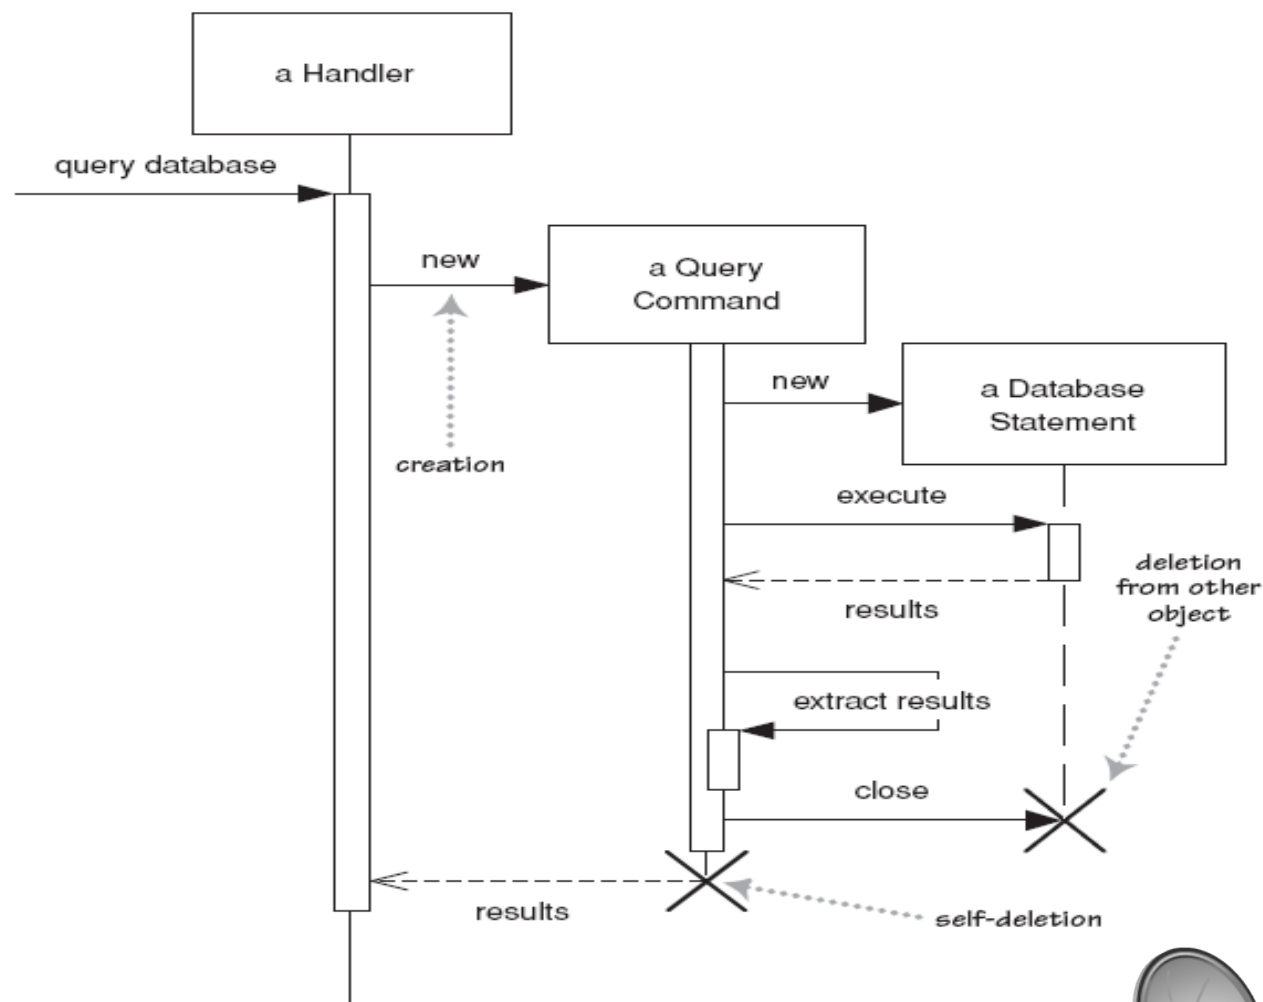 a Handler
query database
new
a Query
Command
new
a Database
Statement
creation
execute
deletion
from other
object
results
extract results
close
results
self-deletion